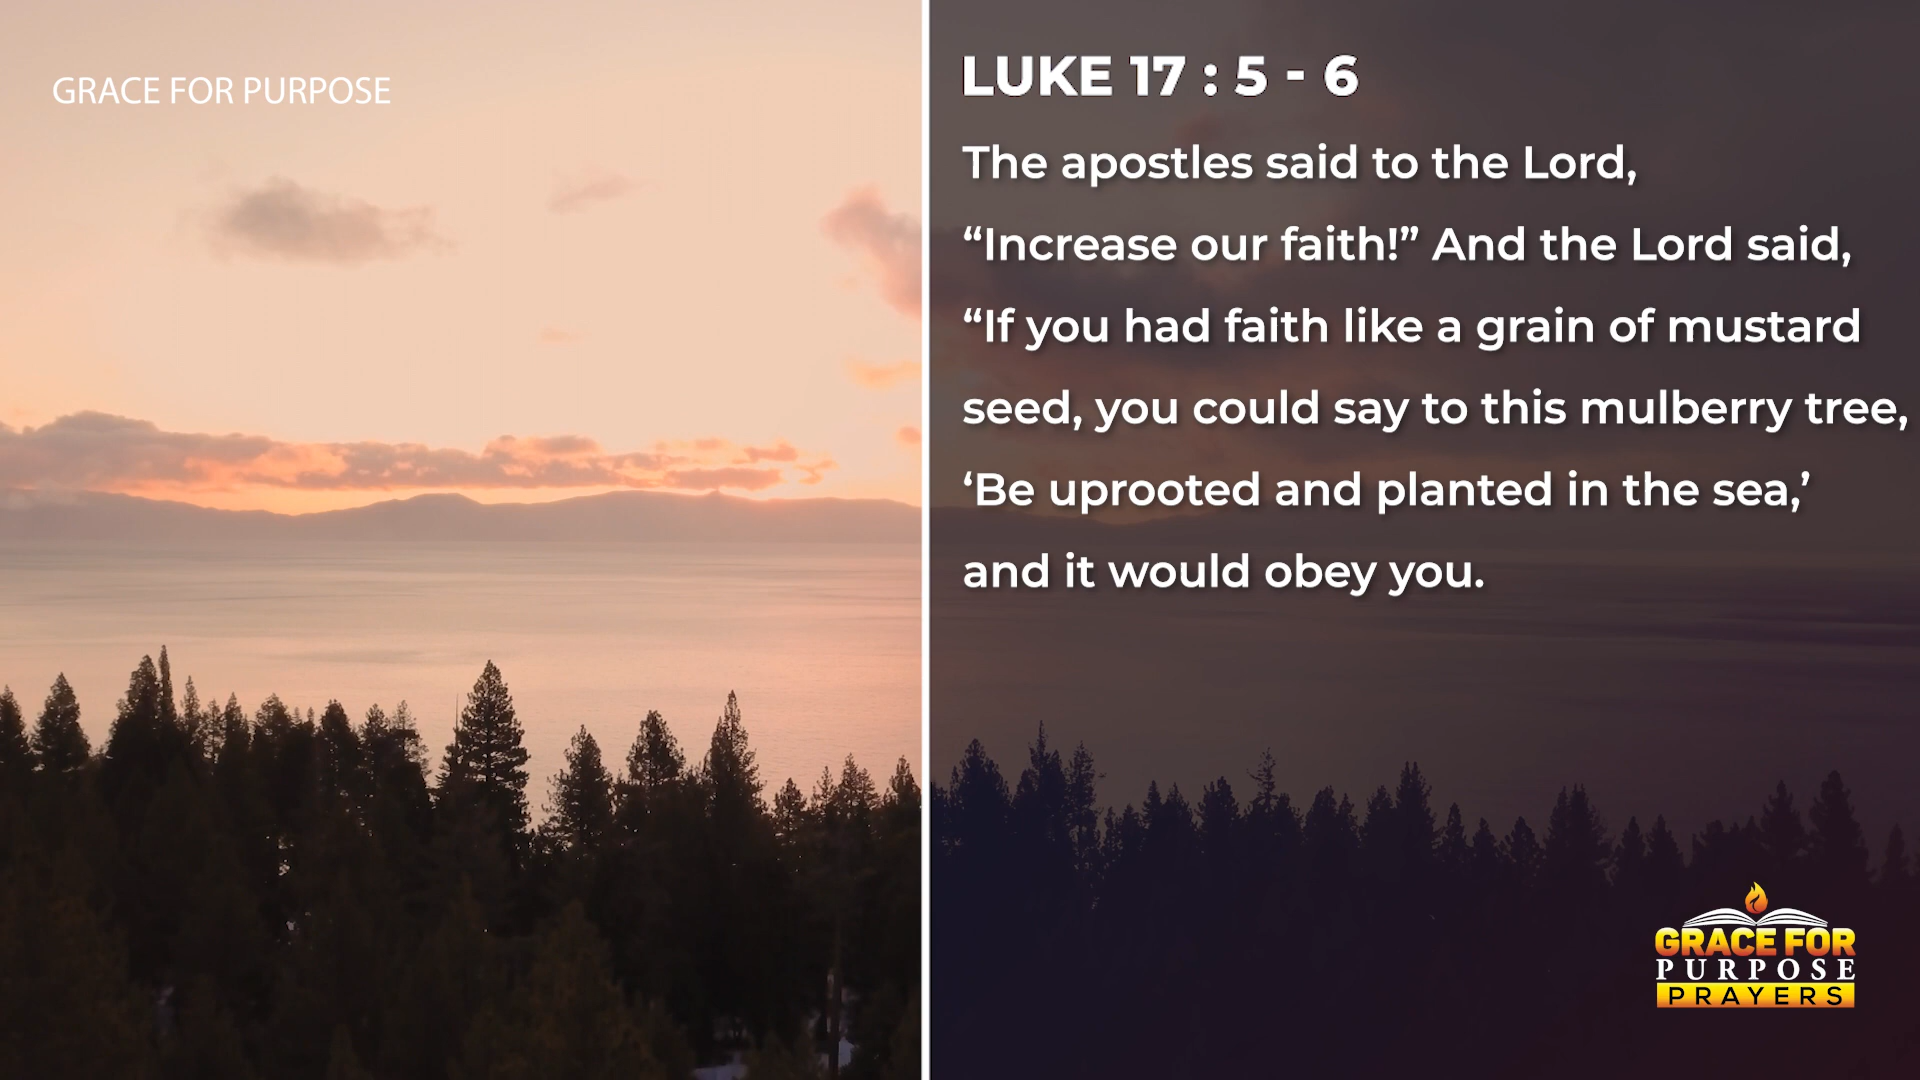 GRACE FOR PURPOSE
LUKE 17 : 5 - 6
The apostles said to the Lord,
“Increase our faith!” And the Lord said,
“If you had faith like a grain of mustard
seed, you could say to this mulberry tree,
‘Be uprooted and planted in the sea,’
and it would obey you.
GRACE FOR
PURPOSE
PRAYERS